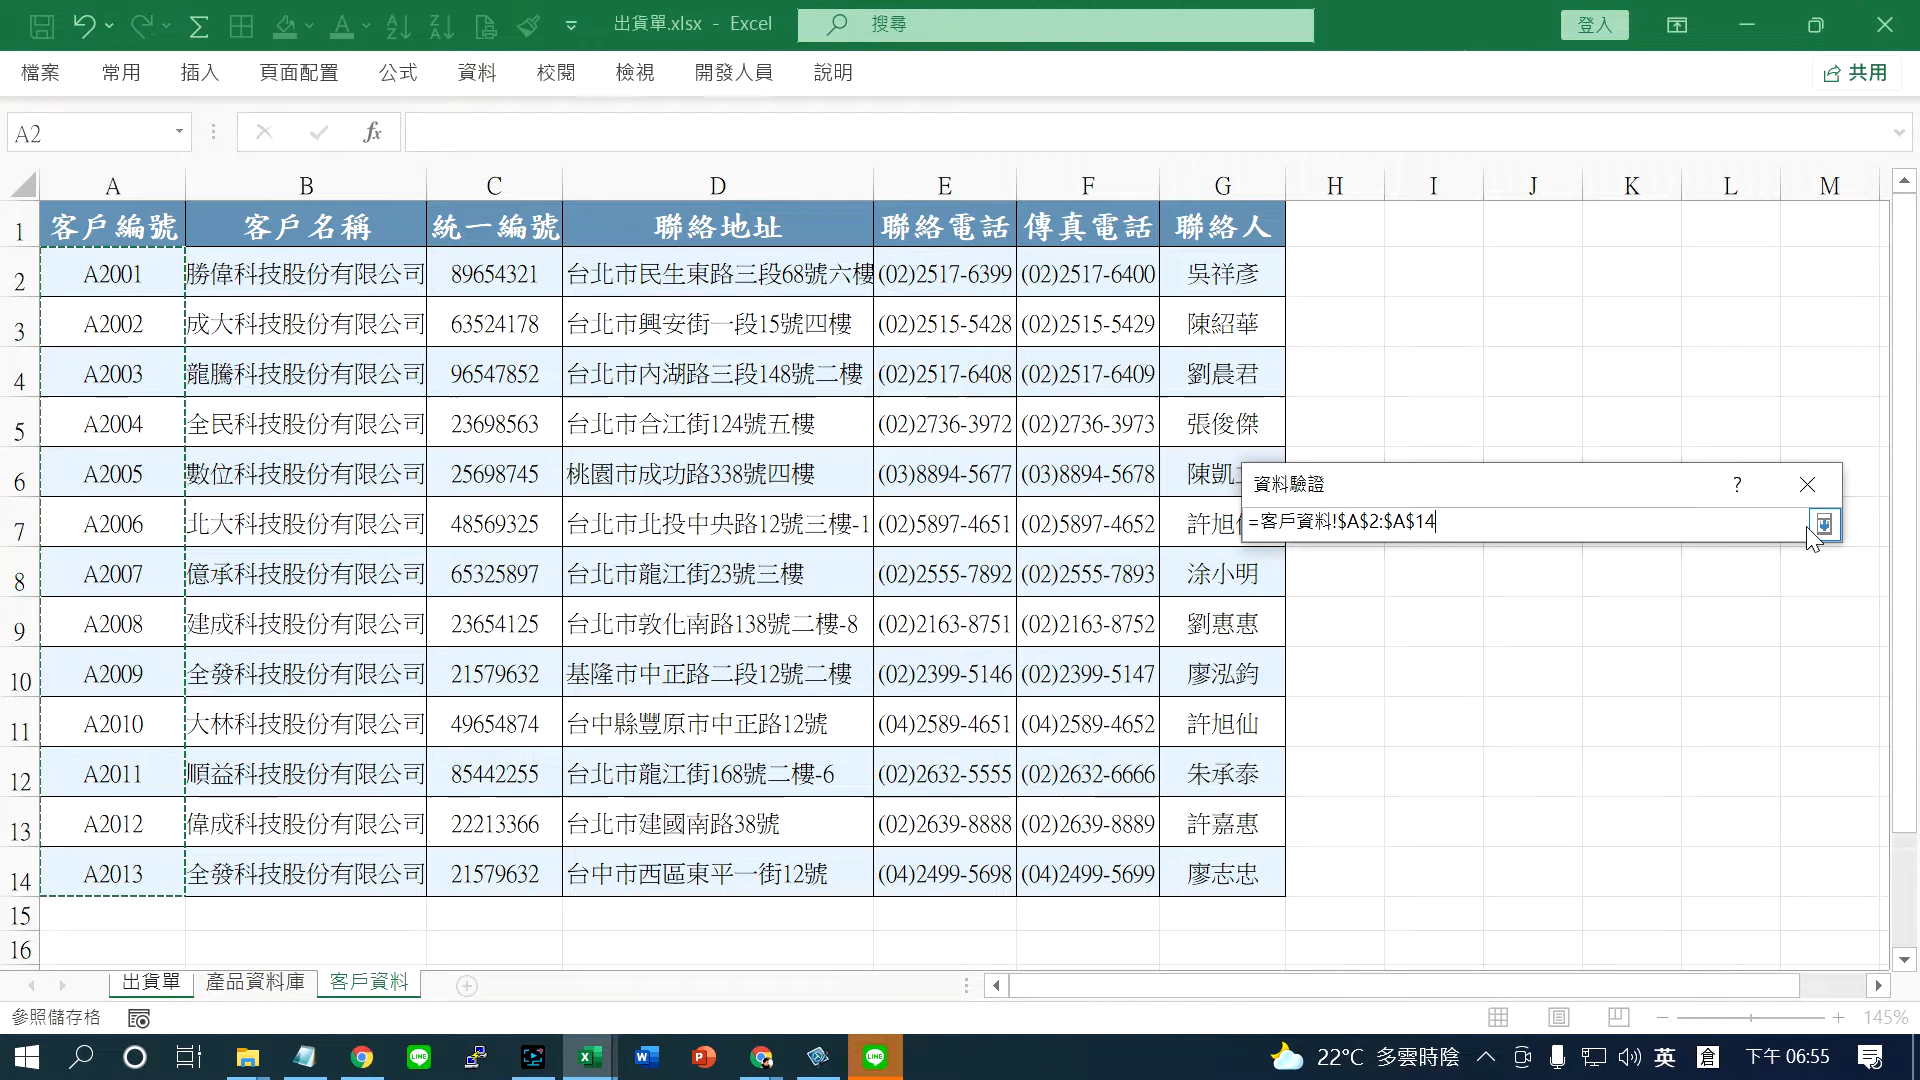 出貨單.xlsx - Excel
搜尋
登入
檔案 常用 插入 頁面配置 公式 資料 校閱 檢視 開發人員 說明
共用
A2
fx
A B C D E F G H I J K L M
1 客戶編號 客戶名稱 統一編號 聯絡地址 聯絡電話 傳真電話 聯絡人
2 A2001 勝偉科技股份有限公司 89654321 台北市民生東路三段68號六樓 (02)2517-6399 (02)2517-6400 吳祥彥
3 A2002 成大科技股份有限公司 63524178 台北市興安街一段15號四樓 (02)2515-5428 (02)2515-5429 陳紹華
4 A2003 龍騰科技股份有限公司 96547852 台北市內湖路三段148號二樓 (02)2517-6408 (02)2517-6409 劉晨君
5 A2004 全民科技股份有限公司 23698563 台北市合江街124號五樓 (02)2736-3972 (02)2736-3973 張俊傑
6 A2005 數位科技股份有限公司 25698745 桃園市成功路338號四樓 (03)8894-5677 (03)8894-5678 陳凱
資料驗證 ?
7 A2006 北大科技股份有限公司 48569325 台北市北投中央路12號三樓-1 (02)5897-4651 (02)5897-4652 許旭
=客戶資料!$A$2:$A$14
8 A2007 億承科技股份有限公司 65325897 台北市龍江街23號三樓 (02)2555-7892 (02)2555-7893 涂小明
9 A2008 建成科技股份有限公司 23654125 台北市敦化南路138號二樓-8 (02)2163-8751 (02)2163-8752 劉惠惠
10 A2009 全發科技股份有限公司 21579632 基隆市中正路二段12號二樓 (02)2399-5146 (02)2399-5147 廖泓鈞
11 A2010 大林科技股份有限公司 49654874 台中縣豐原市中正路12號 (04)2589-4651 (04)2589-4652 許旭仙
12 A2011 順益科技股份有限公司 85442255 台北市龍江街168號二樓-6 (02)2632-5555 (02)2632-6666 朱承泰
13 A2012 偉成科技股份有限公司 22213366 台北市建國南路38號 (02)2639-8888 (02)2639-8889 許嘉惠
14 A2013 全發科技股份有限公司 21579632 台中市西區東平一街12號 (04)2499-5698 (04)2499-5699 廖志忠
15
16
出貨單 產品資料庫 客戶資料
參照儲存格
145%
22°C 多雲時陰 英 倉 下午 06:55